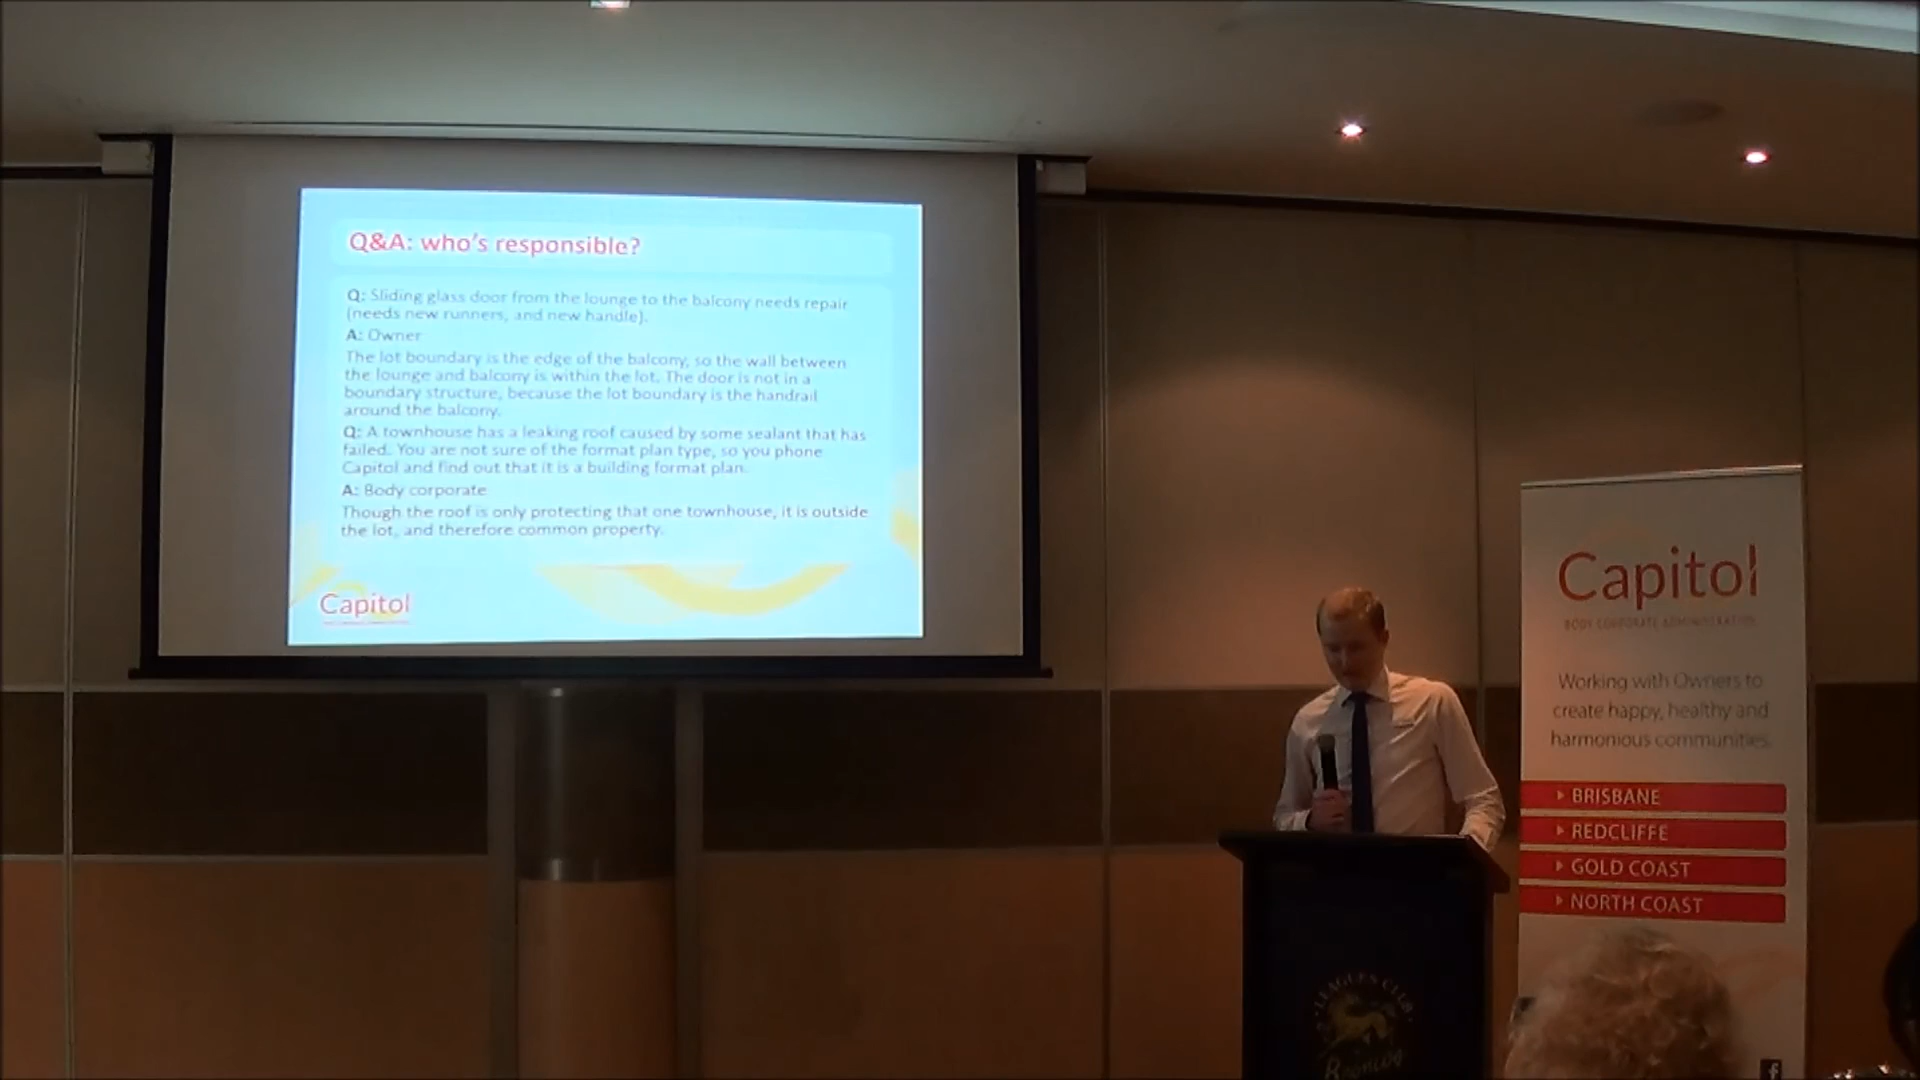 Q&A: who's responsible?
Q: Sliding glass door from the lounge to the balcony needs repair
(needs new runners, and new handle).
A: Owner
The lot boundary is the edge of the balcony, so the wall between
the lounge and balcony is within the lot. The door is not in a
boundary structure, because the lot boundary is the handrail
around the balcony.
Q: A townhouse has a leaking roof caused by some sealant that has
failed. You are not sure of the format plan type, so you phone
Capitol and find out that it is a building format plan.
A: Body corporate
Though the roof is only protecting that one townhouse, it is outside
the lot, and therefore common property.
Capitol
Capitol
BODY CORPORATE ADMINISTRATION
Working with Owners to
create happy, healthy and
harmonious communities.
BRISBANE
REDCLIFFE
GOLD COAST
NORTH COAST
LEAGUES CLUB
f